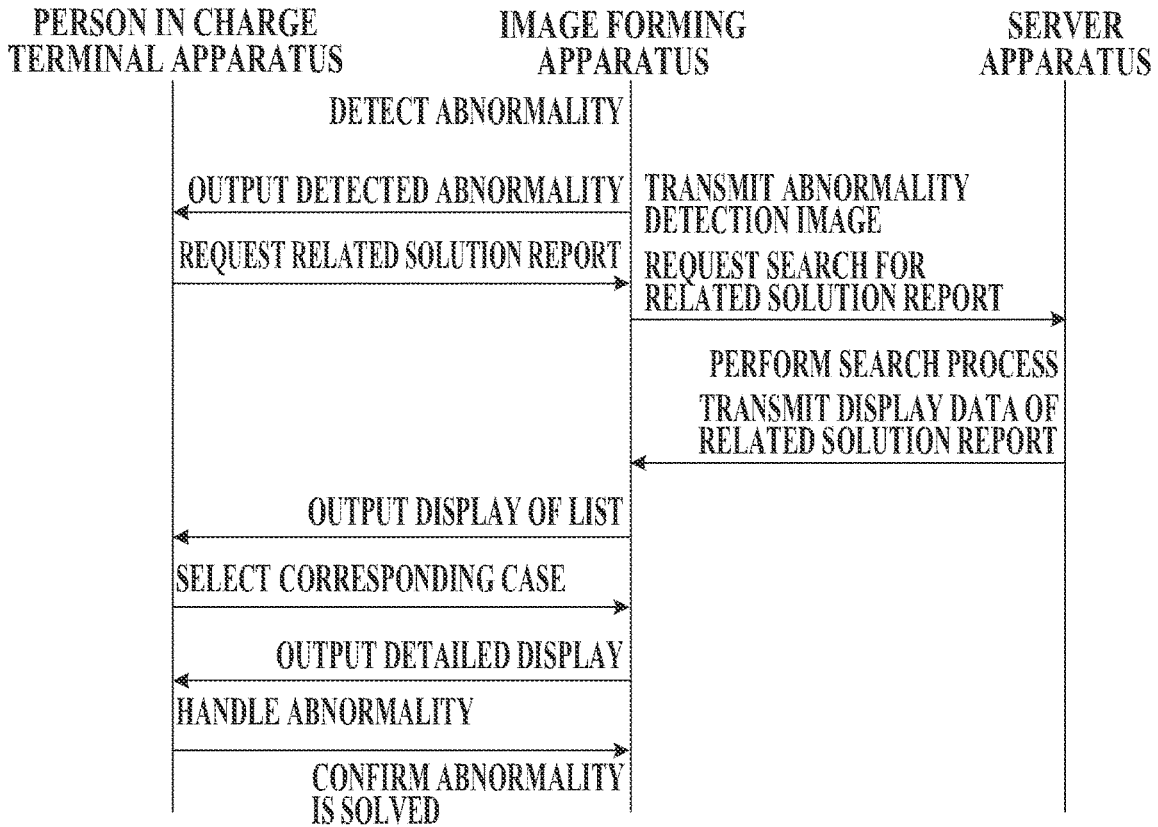 PERSON IN CHARGE
TERMINAL APPARATUS
IMAGE FORMING
APPARATUS
SERVER
APPARATUS
DETECT ABNORMALITY
OUTPUT DETECTED ABNORMALITY
TRANSMIT ABNORMALITY
DETECTION IMAGE
REQUEST RELATED SOLUTION REPORT
REQUEST SEARCH FOR
RELATED SOLUTION REPORT
PERFORM SEARCH PROCESS
TRANSMIT DISPLAY DATA OF
RELATED SOLUTION REPORT
OUTPUT DISPLAY OF LIST
SELECT CORRESPONDING CASE
OUTPUT DETAILED DISPLAY
HANDLE ABNORMALITY
CONFIRM ABNORMALITY
IS SOLVED